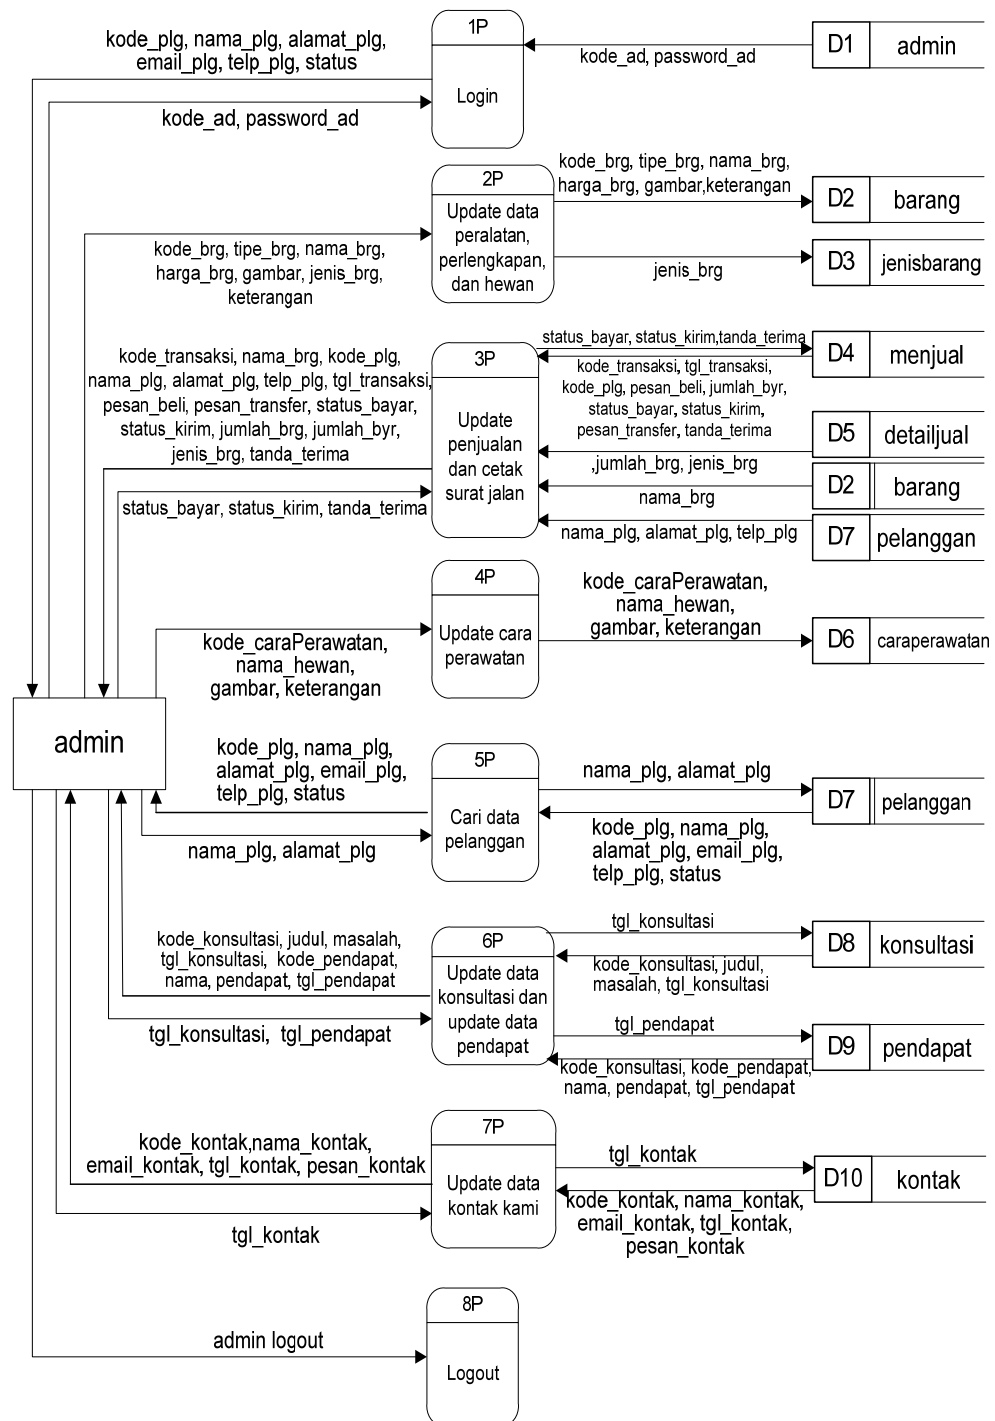 kode_plg, nama_plg, alamat_plg,
email_plg, telp_plg, status
kode_ad, password_ad
1P
Login
kode_ad, password_ad
D1
admin
2P
Update data
peralatan,
perlengkapan,
dan hewan
kode_brg, tipe_brg, nama_brg,
harga_brg, gambar, jenis_brg,
keterangan
kode_brg, tipe_brg, nama_brg,
harga_brg, gambar,keterangan
D2
barang
jenis_brg
D3
jenisbarang
kode_transaksi, nama_brg, kode_plg,
nama_plg, alamat_plg, telp_plg, tgl_transaksi,
pesan_beli, pesan_transfer, status_bayar,
status_kirim, jumlah_brg, jumlah_byr,
jenis_brg, tanda_terima
status_bayar, status_kirim, tanda_terima
3P
Update
penjualan
dan cetak
surat jalan
status_bayar, status_kirim,tanda_terima
kode_transaksi, tgl_transaksi,
kode_plg, pesan_beli, jumlah_byr,
status_bayar, status_kirim,
pesan_transfer, tanda_terima
D4
menjual
,jumlah_brg, jenis_brg
D5
detailjual
nama_brg
D2
barang
nama_plg, alamat_plg, telp_plg
D7
pelanggan
kode_caraPerawatan,
nama_hewan,
gambar, keterangan
4P
Update cara
perawatan
kode_caraPerawatan,
nama_hewan,
gambar, keterangan
D6
caraperawatan
admin
kode_plg, nama_plg,
alamat_plg, email_plg,
telp_plg, status
nama_plg, alamat_plg
5P
Cari data
pelanggan
nama_plg, alamat_plg
kode_plg, nama_plg,
alamat_plg, email_plg,
telp_plg, status
D7
pelanggan
kode_konsultasi, judul, masalah,
tgl_konsultasi, kode_pendapat,
nama, pendapat, tgl_pendapat
tgl_konsultasi, tgl_pendapat
6P
Update data
konsultasi dan
update data
pendapat
tgl_konsultasi
kode_konsultasi, judul,
masalah, tgl_konsultasi
D8
konsultasi
tgl_pendapat
kode_konsultasi, kode_pendapat,
nama, pendapat, tgl_pendapat
D9
pendapat
kode_kontak,nama_kontak,
email_kontak, tgl_kontak, pesan_kontak
tgl_kontak
7P
Update data
kontak kami
tgl_kontak
kode_kontak, nama_kontak,
email_kontak, tgl_kontak,
pesan_kontak
D10
kontak
admin logout
8P
Logout